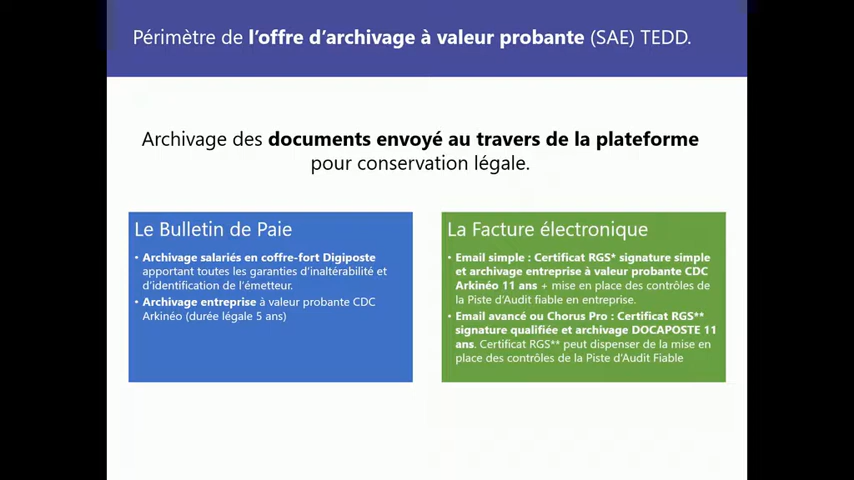 Périmètre de l’offre d’archivage à valeur probante (SAE) TEDD.
Archivage des documents envoyé au travers de la plateforme
pour conservation légale.
Le Bulletin de Paie
• Archivage salariés en coffre-fort Digiposte
apportant toutes les garanties d’inaltérabilité et
d’identification de l’émetteur.
• Archivage entreprise à valeur probante CDC
Arkinéo (durée légale 5 ans)
La Facture électronique
• Email simple : Certificat RGS* signature simple
et archivage entreprise à valeur probante CDC
Arkinéo 11 ans + mise en place des contrôles de
la Piste d’Audit fiable en entreprise.
• Email avancé ou Chorus Pro : Certificat RGS**
signature qualifiée et archivage DOCAPOSTE 11
ans. Certificat RGS** peut dispenser de la mise en
place des contrôles de la Piste d’Audit Fiable